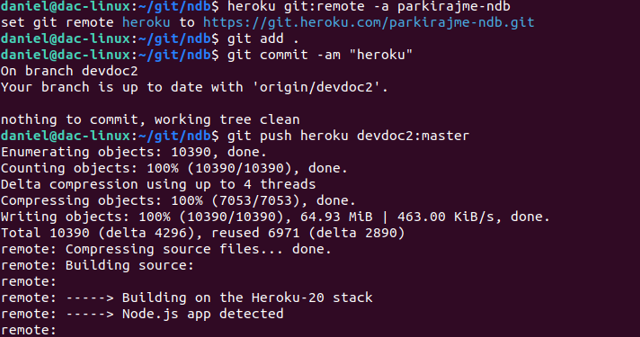 daniel@dac-linux:~/git/ndb$ heroku git:remote -a parkirajme-ndb
set git remote heroku to https://git.heroku.com/parkirajme-ndb.git
daniel@dac-linux:~/git/ndb$ git add .
daniel@dac-linux:~/git/ndb$ git commit -am "heroku"
On branch devdoc2
Your branch is up to date with 'origin/devdoc2'.

nothing to commit, working tree clean
daniel@dac-linux:~/git/ndb$ git push heroku devdoc2:master
Enumerating objects: 10390, done.
Counting objects: 100% (10390/10390), done.
Delta compression using up to 4 threads
Compressing objects: 100% (7053/7053), done.
Writing objects: 100% (10390/10390), 64.93 MiB | 463.00 KiB/s, done.
Total 10390 (delta 4296), reused 6971 (delta 2890)
remote: Compressing source files... done.
remote: Building source:
remote:
remote: -----> Building on the Heroku-20 stack
remote: -----> Node.js app detected
remote: